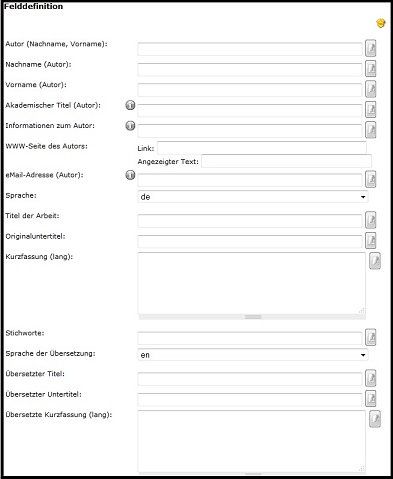 Felddefinition
Autor (Nachname, Vorname):
Nachname (Autor):
Vorname (Autor):
Akademischer Titel (Autor):
Informationen zum Autor:
WWW-Seite des Autors: Link:
Angezeigter Text:
eMail-Adresse (Autor):
Sprache: de
Titel der Arbeit:
Originaluntertitel:
Kurzfassung (lang):
Stichworte:
Sprache der Übersetzung: en
Übersetzter Titel:
Übersetzter Untertitel:
Übersetzte Kurzfassung (lang):